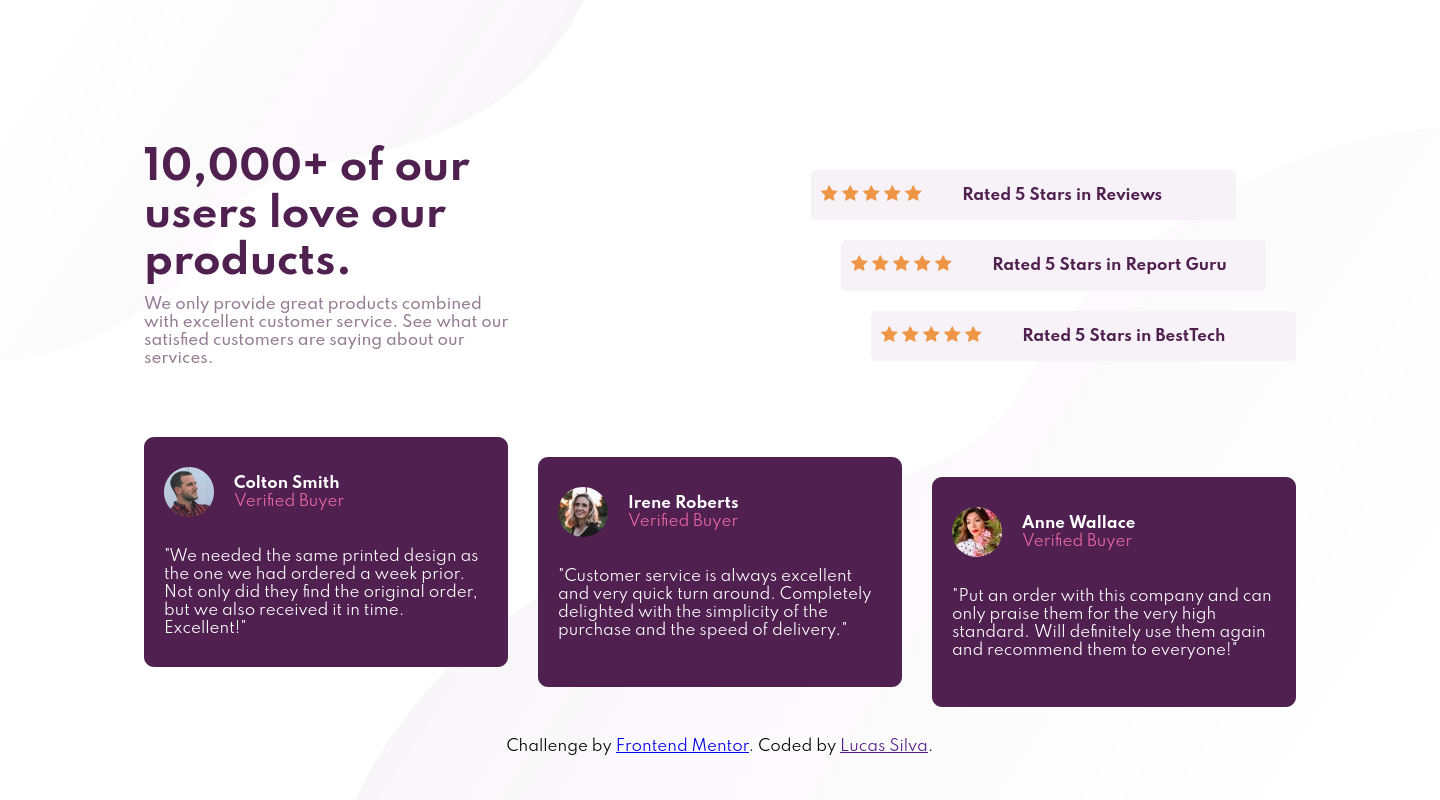 10,000+ of our
users love our
products.
We only provide great products combined
with excellent customer service. See what our
satisfied customers are saying about our
services.
Rated 5 Stars in Reviews
Rated 5 Stars in Report Guru
Rated 5 Stars in BestTech
Colton Smith
Verified Buyer
"We needed the same printed design as
the one we had ordered a week prior.
Not only did they find the original order,
but we also received it in time.
Excellent!"
Irene Roberts
Verified Buyer
"Customer service is always excellent
and very quick turn around. Completely
delighted with the simplicity of the
purchase and the speed of delivery."
Anne Wallace
Verified Buyer
"Put an order with this company and can
only praise them for the very high
standard. Will definitely use them again
and recommend them to everyone!"
Challenge by Frontend Mentor. Coded by Lucas Silva.